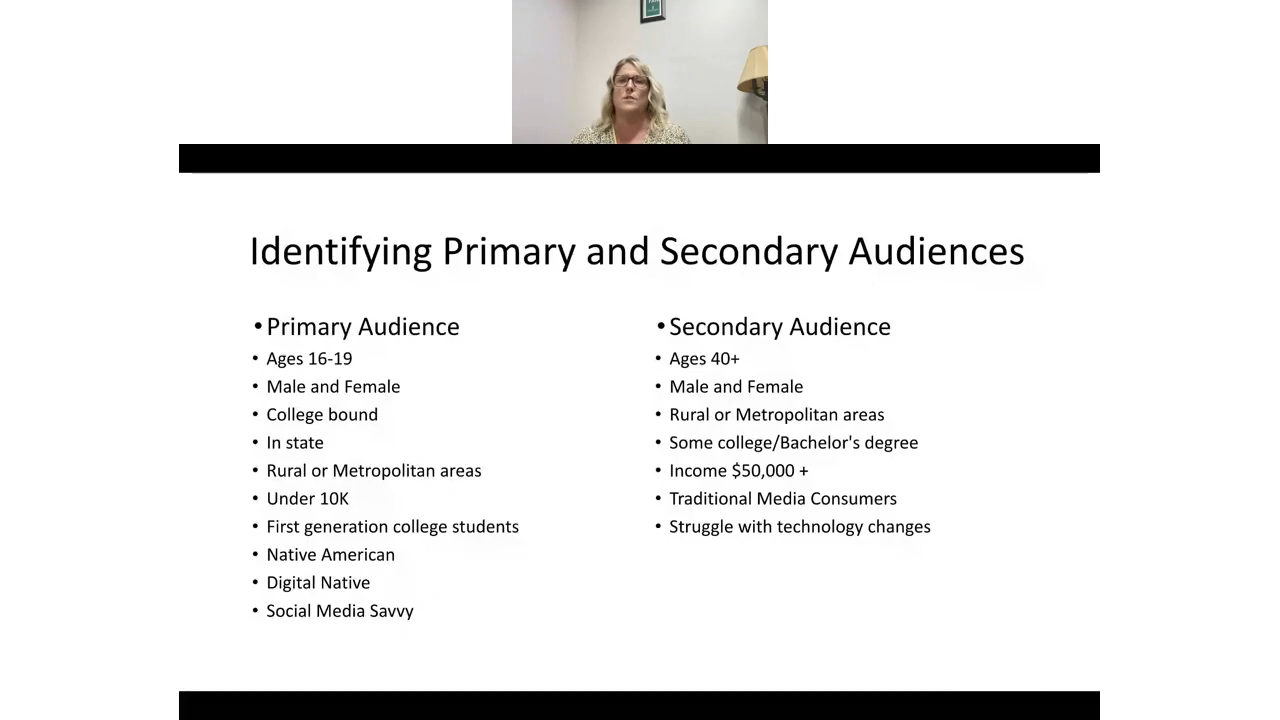 Identifying Primary and Secondary Audiences
•Primary Audience
• Ages 16-19
• Male and Female
• College bound
• In state
• Rural or Metropolitan areas
• Under 10K
• First generation college students
• Native American
• Digital Native
• Social Media Savvy
•Secondary Audience
• Ages 40+
• Male and Female
• Rural or Metropolitan areas
• Some college/Bachelor's degree
• Income $50,000 +
• Traditional Media Consumers
• Struggle with technology changes